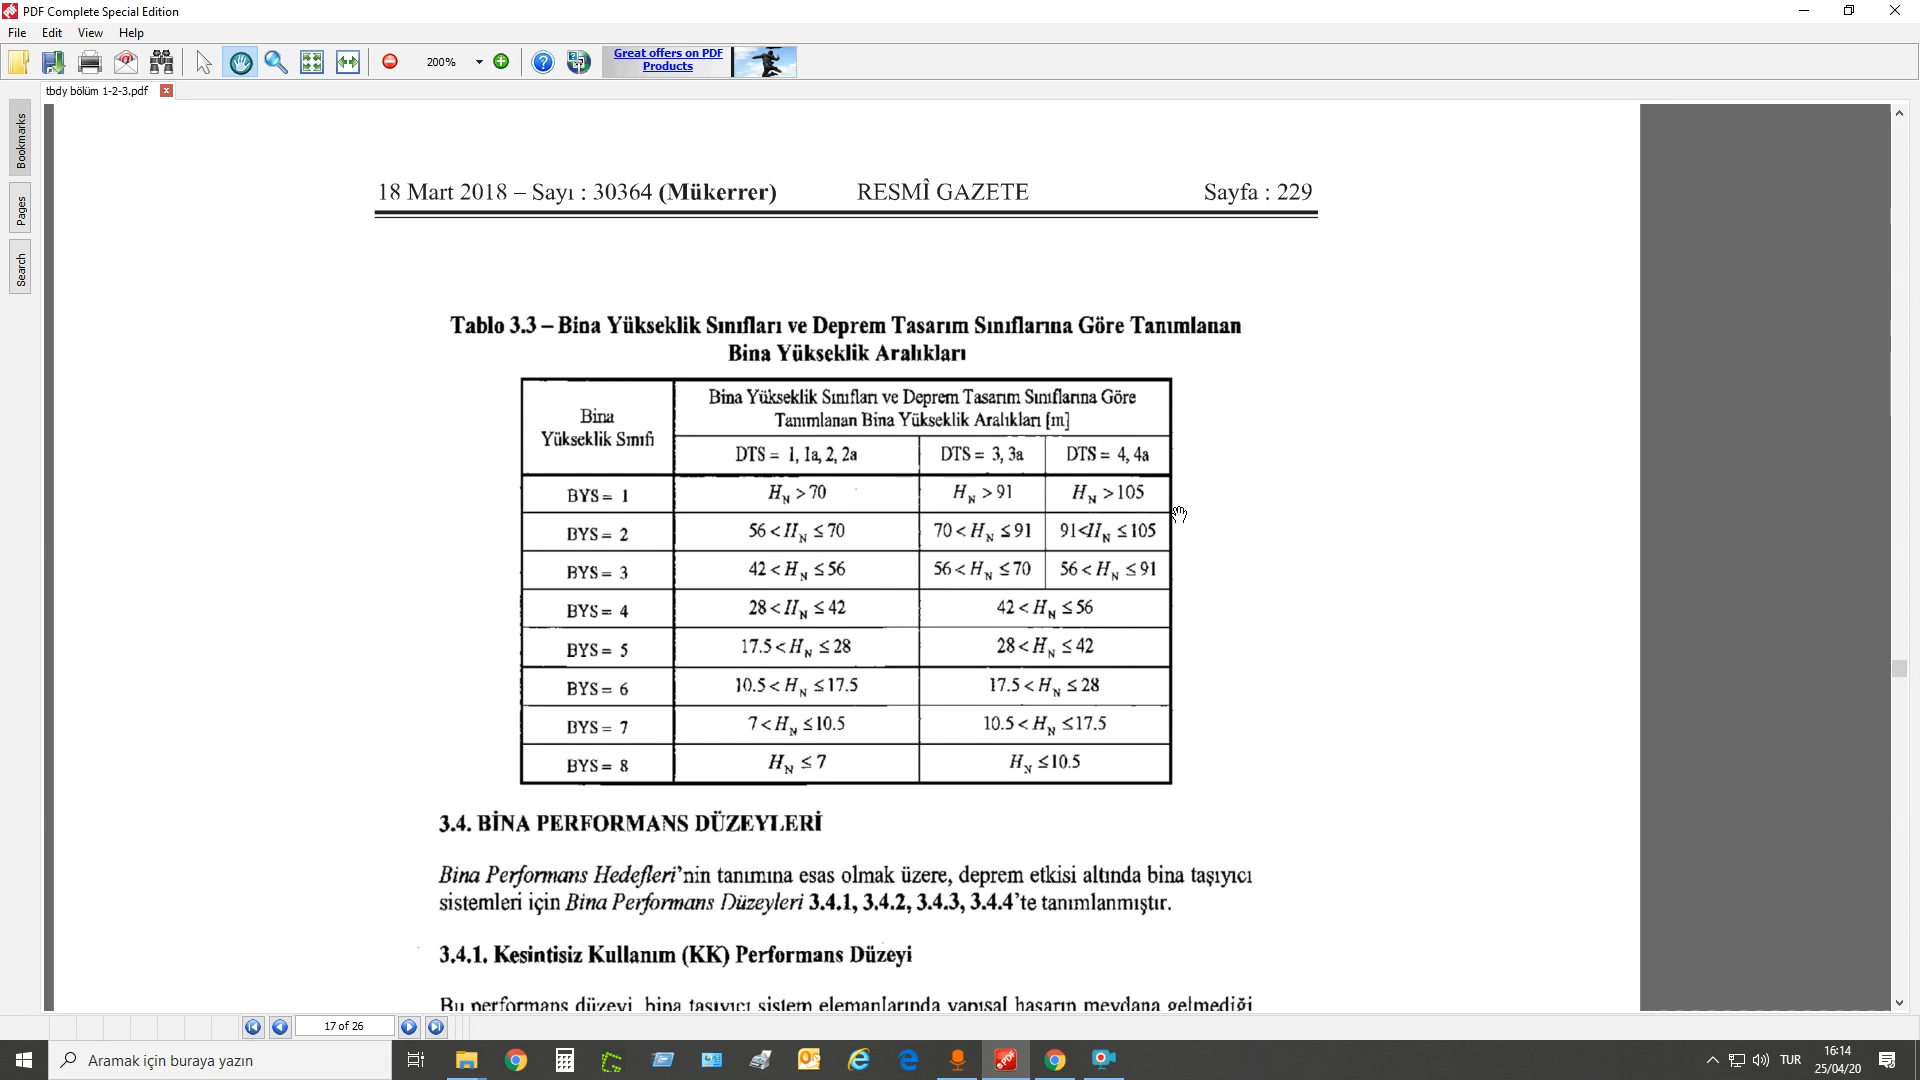 PDF Complete Special Edition
File Edit View Help
200%
Great offers on PDF
Products
tbdy bölüm 1-2-3.pdf
Bookmarks
Pages
Search
18 Mart 2018 – Sayı : 30364 (Mükerrer) RESMÎ GAZETE Sayfa : 229
Tablo 3.3 – Bina Yükseklik Sınıfları ve Deprem Tasarım Sınıflarına Göre Tanımlanan
Bina Yükseklik Aralıkları
Bina
Yükseklik Sınıfı
Bina Yükseklik Sınıfları ve Deprem Tasarım Sınıflarına Göre
Tanımlanan Bina Yükseklik Aralıkları [m]
DTS = 1, 1a, 2, 2a DTS = 3, 3a DTS = 4, 4a
BYS = 1 H_N > 70 H_N > 91 H_N > 105
BYS = 2 56 < H_N ≤ 70 70 < H_N ≤ 91 91 < H_N ≤ 105
BYS = 3 42 < H_N ≤ 56 56 < H_N ≤ 70 56 < H_N ≤ 91
BYS = 4 28 < H_N ≤ 42 42 < H_N ≤ 56
BYS = 5 17.5 < H_N ≤ 28 28 < H_N ≤ 42
BYS = 6 10.5 < H_N ≤ 17.5 17.5 < H_N ≤ 28
BYS = 7 7 < H_N ≤ 10.5 10.5 < H_N ≤ 17.5
BYS = 8 H_N ≤ 7 H_N ≤ 10.5
3.4. BİNA PERFORMANS DÜZEYLERİ
Bina Performans Hedefleri'nin tanımına esas olmak üzere, deprem etkisi altında bina taşıyıcı
sistemleri için Bina Performans Düzeyleri 3.4.1, 3.4.2, 3.4.3, 3.4.4'te tanımlanmıştır.
3.4.1. Kesintisiz Kullanım (KK) Performans Düzeyi
Bu performans düzeyi, bina taşıyıcı sistem elemanlarında yapısal hasarın meydana gelmediği
17 of 26
Aramak için buraya yazın
TUR
16:14
25/04/20